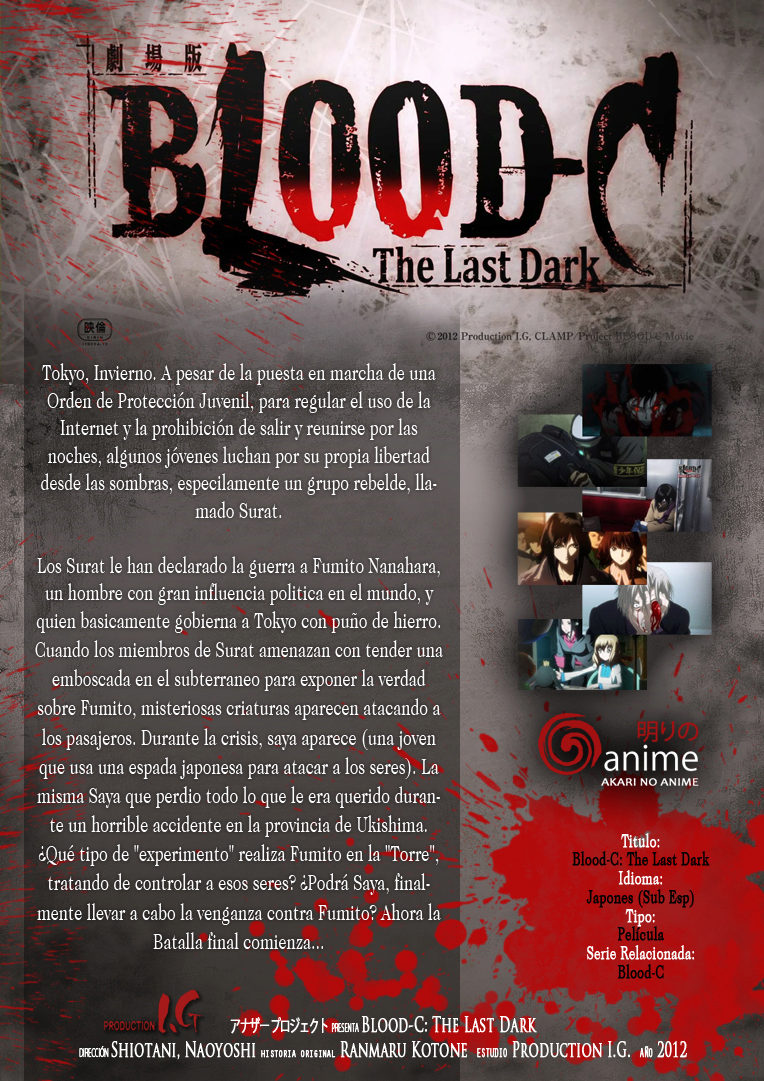 劇場版
BLOOD-C
The Last Dark
映倫
© 2012 Production I.G, CLAMP/Project BLOOD-C Movie
Tokyo, Invierno. A pesar de la puesta en marcha de una
Orden de Protección Juvenil, para regular el uso de la
Internet y la prohibición de salir y reunirse por las
noches, algunos jóvenes luchan por su propia libertad
desde las sombras, especilamente un grupo rebelde, lla-
mado Surat.
Los Surat le han declarado la guerra a Fumito Nanahara,
un hombre con gran influencia politica en el mundo, y
quien basicamente gobierna a Tokyo con puño de hierro.
Cuando los miembros de Surat amenazan con tender una
emboscada en el subterraneo para exponer la verdad
sobre Fumito, misteriosas criaturas aparecen atacando a
los pasajeros. Durante la crisis, saya aparece (una joven
que usa una espada japonesa para atacar a los seres). La
misma Saya que perdio todo lo que le era querido duran-
te un horrible accidente en la provincia de Ukishima.
¿Qué tipo de "experimento" realiza Fumito en la "Torre",
tratando de controlar a esos seres? ¿Podrá Saya, final-
mente llevar a cabo la venganza contra Fumito? Ahora la
Batalla final comienza...
明りの
anime
AKARI NO ANIME
Titulo:
Blood-C: The Last Dark
Idioma:
Japones (Sub Esp)
Tipo:
Película
Serie Relacionada:
Blood-C
PRODUCTION I.G
アナザープロジェクト PRESENTA BLOOD-C: THE LAST DARK
DIRECCIÓN SHIOTANI, NAOYOSHI HISTORIA ORIGINAL RANMARU KOTONE ESTUDIO PRODUCTION I.G. AÑO 2012